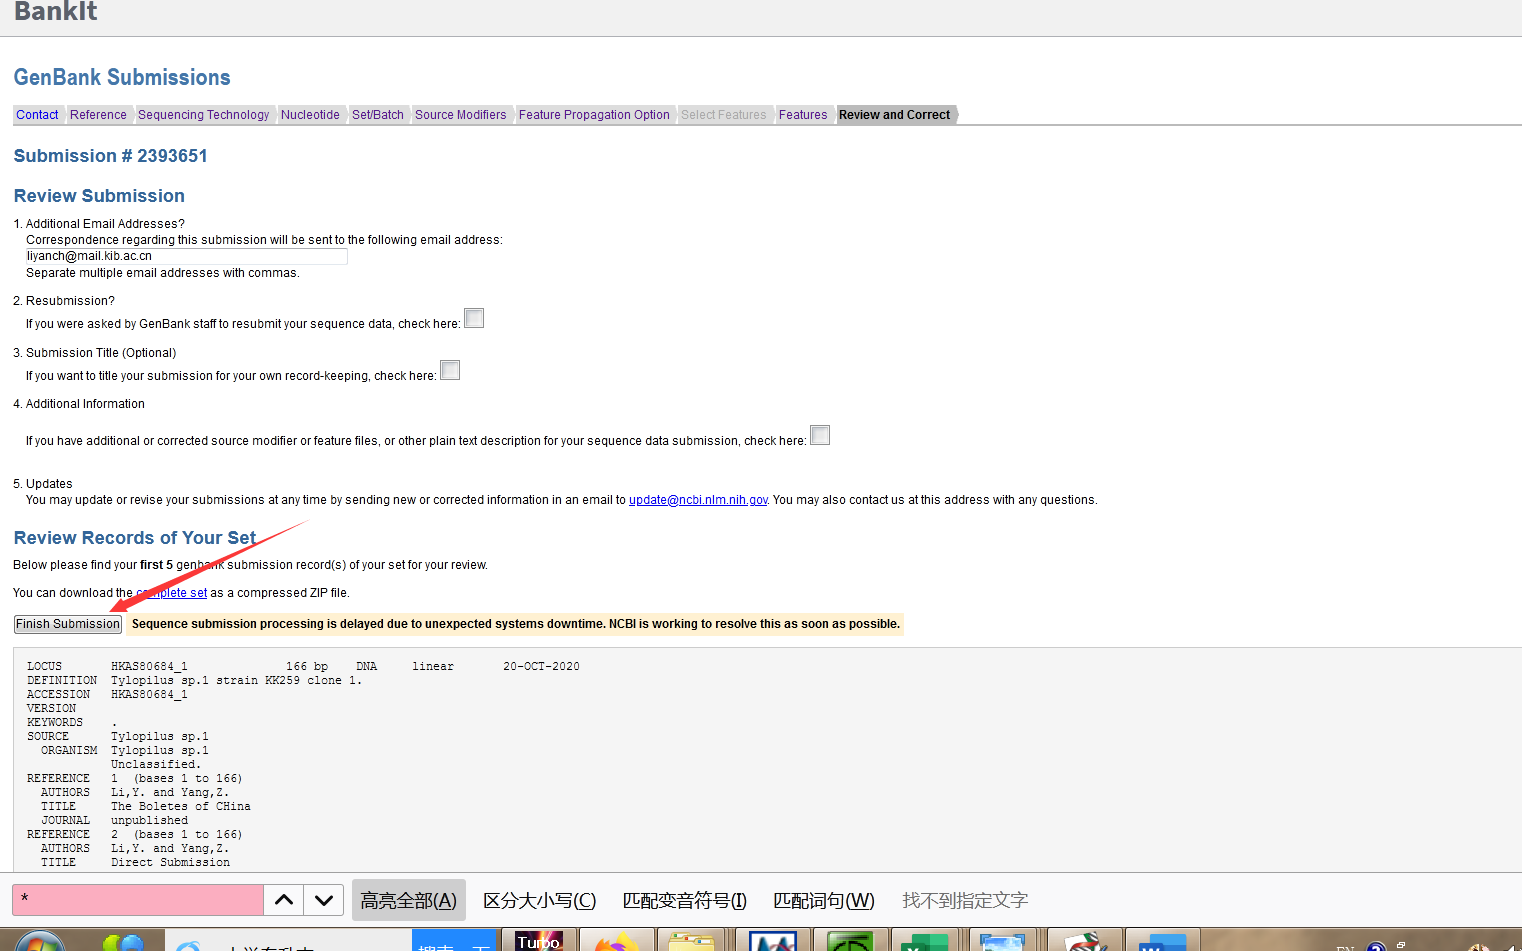 BankIt
GenBank Submissions
Contact Reference Sequencing Technology Nucleotide Set/Batch Source Modifiers Feature Propagation Option Select Features Features Review and Correct
Submission # 2393651
Review Submission
1. Additional Email Addresses?
Correspondence regarding this submission will be sent to the following email address:
liyanch@mail.kib.ac.cn
Separate multiple email addresses with commas.
2. Resubmission?
If you were asked by GenBank staff to resubmit your sequence data, check here:
3. Submission Title (Optional)
If you want to title your submission for your own record-keeping, check here:
4. Additional Information
If you have additional or corrected source modifier or feature files, or other plain text description for your sequence data submission, check here:
5. Updates
You may update or revise your submissions at any time by sending new or corrected information in an email to update@ncbi.nlm.nih.gov. You may also contact us at this address with any questions.
Review Records of Your Set
Below please find your first 5 genbank submission record(s) of your set for your review.
You can download the complete set as a compressed ZIP file.
Finish Submission Sequence submission processing is delayed due to unexpected systems downtime. NCBI is working to resolve this as soon as possible.
LOCUS HKAS80684_1 166 bp DNA linear 20-OCT-2020
DEFINITION Tylopilus sp.1 strain KK259 clone 1.
ACCESSION HKAS80684_1
VERSION
KEYWORDS .
SOURCE Tylopilus sp.1
ORGANISM Tylopilus sp.1
Unclassified.
REFERENCE 1 (bases 1 to 166)
AUTHORS Li,Y. and Yang,Z.
TITLE The Boletes of CHina
JOURNAL unpublished
REFERENCE 2 (bases 1 to 166)
AUTHORS Li,Y. and Yang,Z.
TITLE Direct Submission
* 高亮全部(A) 区分大小写(C) 匹配变音符号(I) 匹配词句(W) 找不到指定文字
Turbo
EN